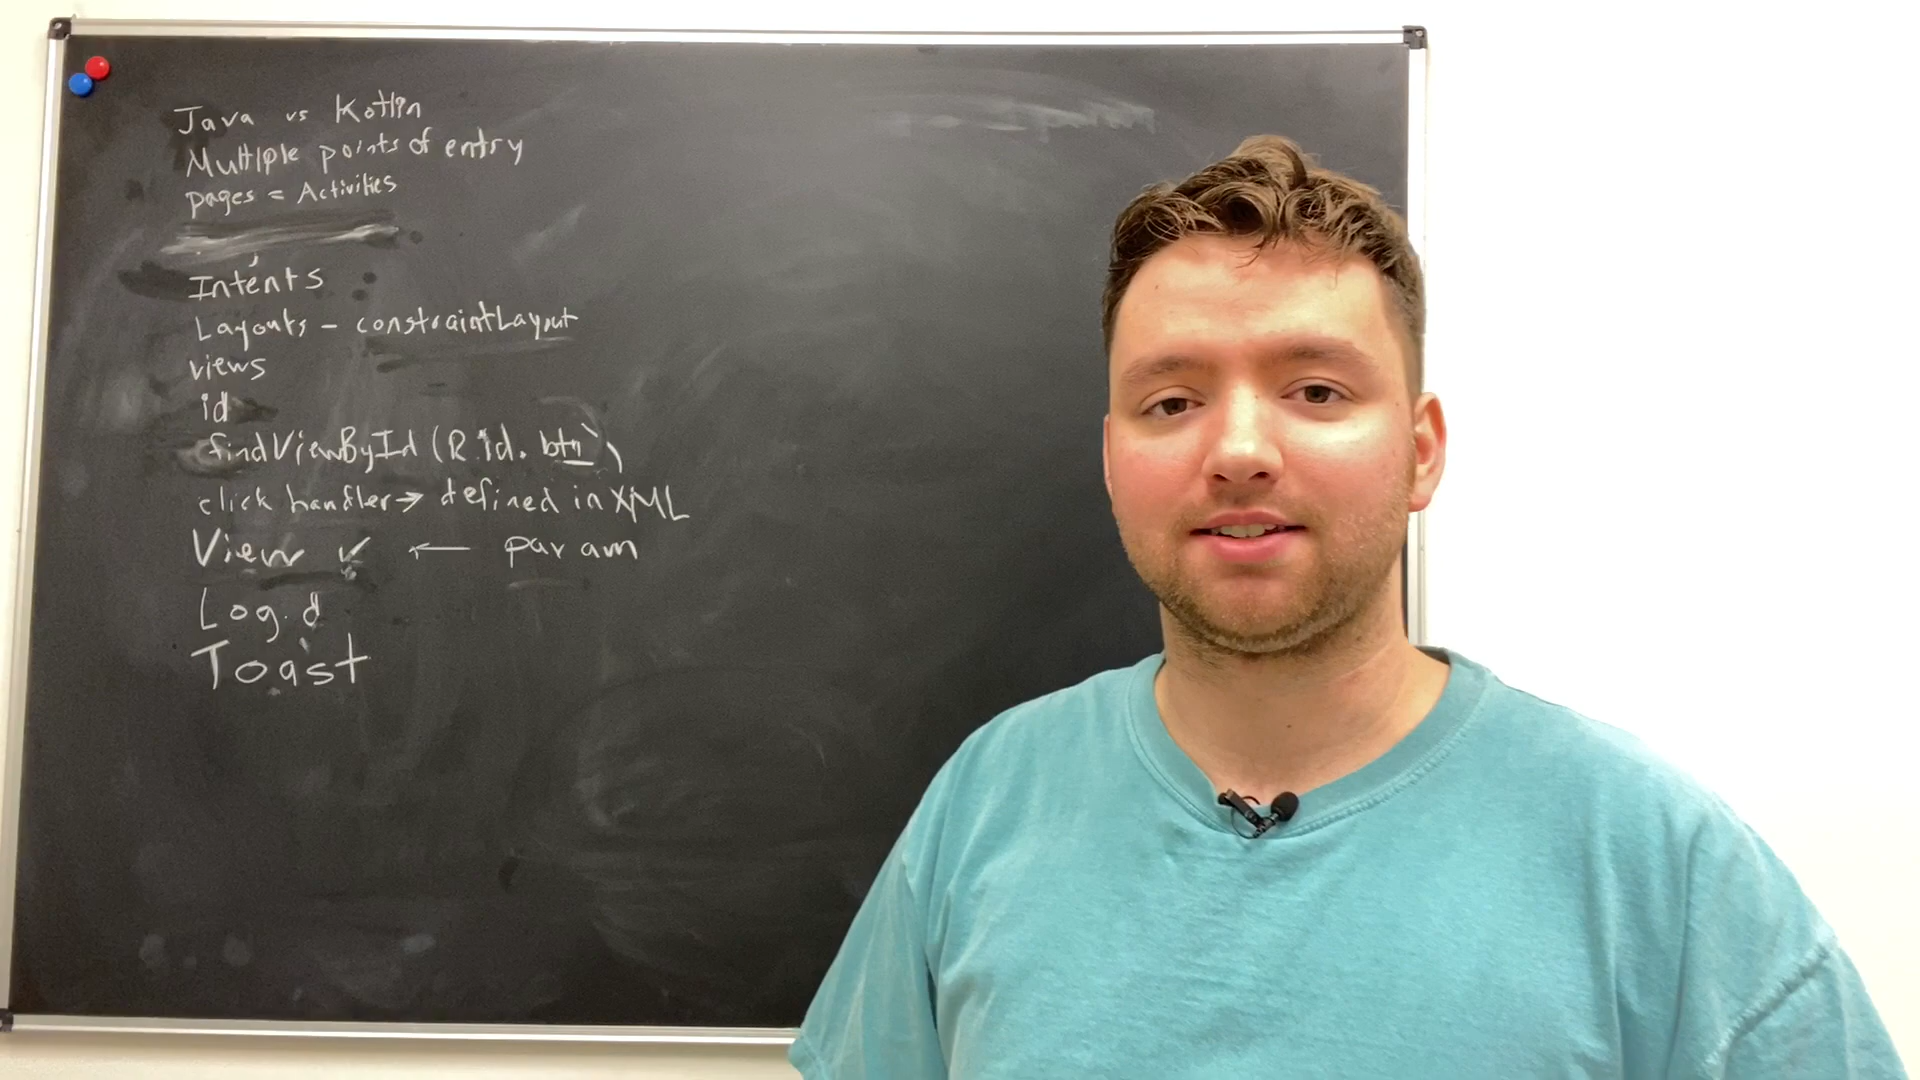 Java vs Kotlin
Multiple points of entry
pages = Activities
Intents
Layouts - constraintLayout
views
id
findViewById (R.id.btn)
click handler → defined in XML
View v ← param
Log.d
Toast